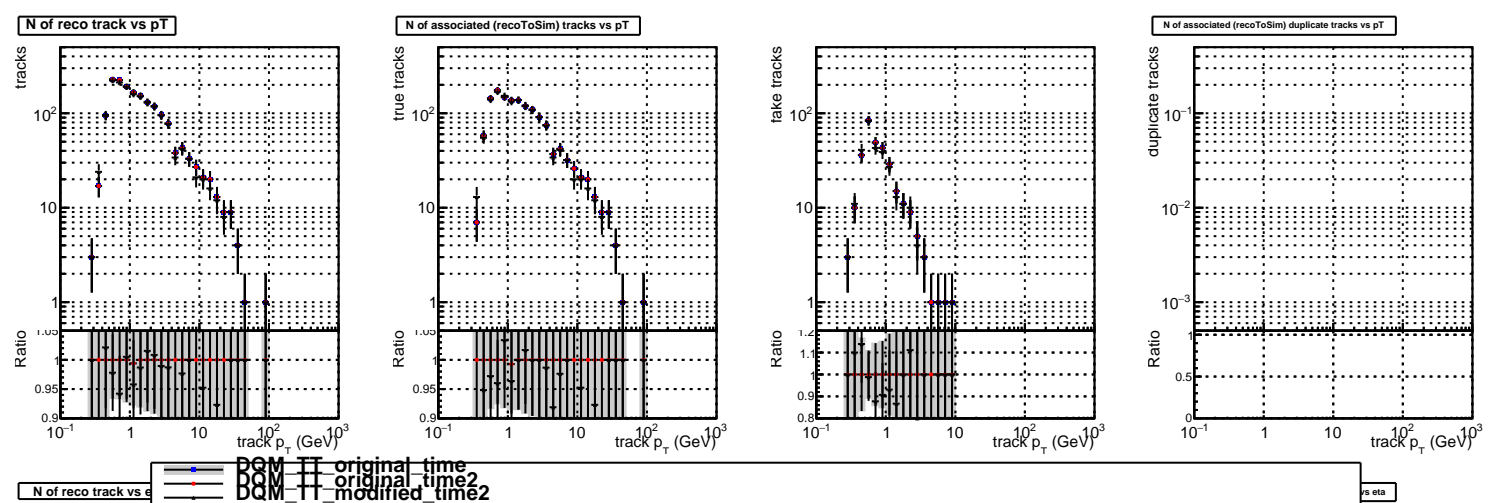 N of reco track vs pT
N of associated (recoToSim) tracks vs pT
N of associated (recoToSim) duplicate tracks vs pT
tracks
10²
10
1
Ratio
1.05
1
0.95
0.9
10⁻¹ 1 10 10² 10³
track p_T (GeV)
true tracks
10²
10
1
Ratio
1.05
1
0.95
0.9
10⁻¹ 1 10 10² 10³
track p_T (GeV)
fake tracks
10²
10
1
Ratio
1.2
1.1
1
0.9
0.8
10⁻¹ 1 10 10² 10³
track p_T (GeV)
duplicate tracks
10⁻¹
10⁻²
10⁻³
Ratio
1
0.5
0
10⁻¹ 1 10 10² 10³
track p_T (GeV)
DQM_TT_original_time
DQM_TT_original_time2
DQM_TT_modified_time2
N of reco track vs e
vs eta